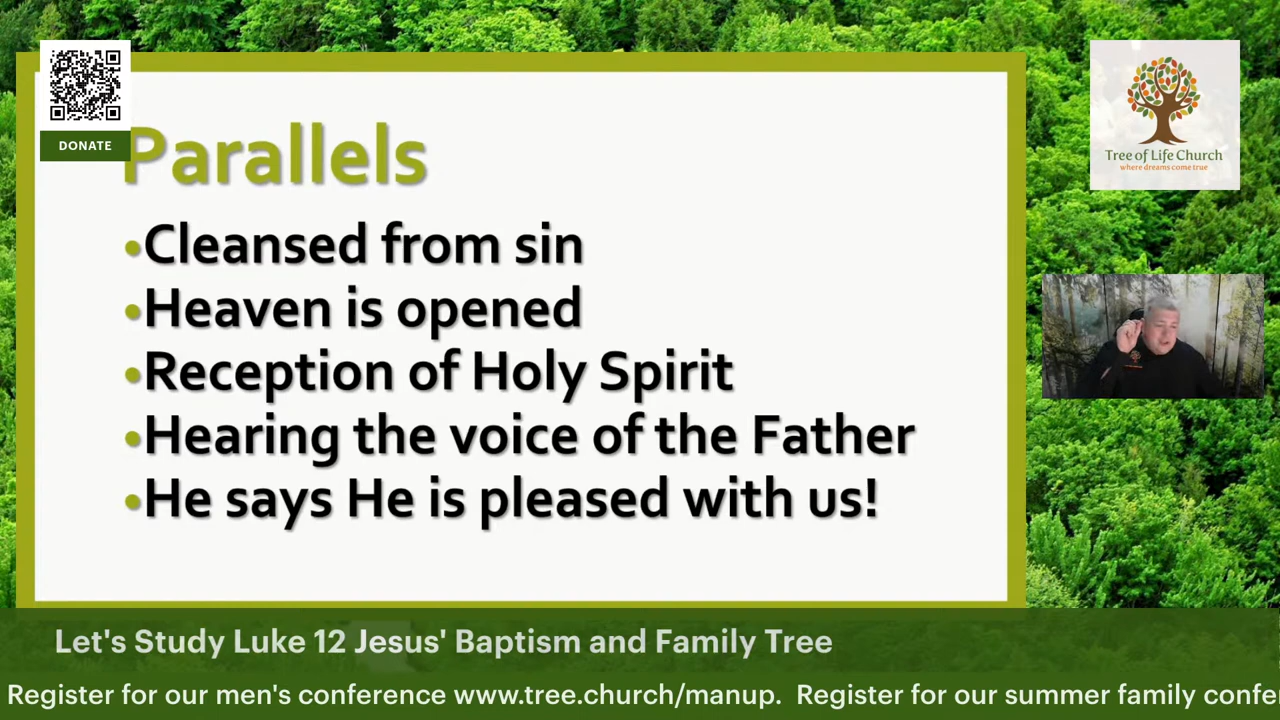 DONATE
Parallels
•Cleansed from sin
•Heaven is opened
•Reception of Holy Spirit
•Hearing the voice of the Father
•He says He is pleased with us!
Tree of Life Church
where dreams come true
Let's Study Luke 12 Jesus' Baptism and Family Tree
Register for our men's conference www.tree.church/manup. Register for our summer family confe